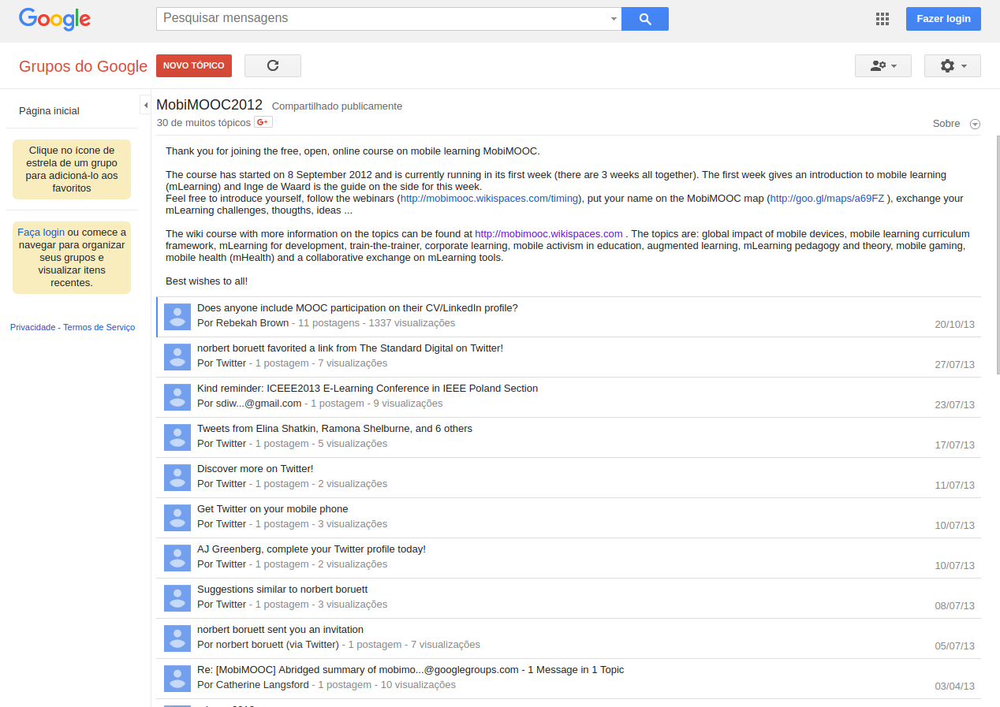 Google
Pesquisar mensagens
Fazer login
Grupos do Google
NOVO TÓPICO
Página inicial
Clique no ícone de
estrela de um grupo
para adicioná-lo aos
favoritos
Faça login ou comece a
navegar para organizar
seus grupos e
visualizar itens
recentes.
Privacidade - Termos de Serviço
MobiMOOC2012 Compartilhado publicamente
30 de muitos tópicos G+
Sobre
Thank you for joining the free, open, online course on mobile learning MobiMOOC.
The course has started on 8 September 2012 and is currently running in its first week (there are 3 weeks all together). The first week gives an introduction to mobile learning
(mLearning) and Inge de Waard is the guide on the side for this week.
Feel free to introduce yourself, follow the webinars (http://mobimooc.wikispaces.com/timing), put your name on the MobiMOOC map (http://goo.gl/maps/a69FZ ), exchange your
mLearning challenges, thougths, ideas ...
The wiki course with more information on the topics can be found at http://mobimooc.wikispaces.com . The topics are: global impact of mobile devices, mobile learning curriculum
framework, mLearning for development, train-the-trainer, corporate learning, mobile activism in education, augmented learning, mLearning pedagogy and theory, mobile gaming,
mobile health (mHealth) and a collaborative exchange on mLearning tools.
Best wishes to all!
Does anyone include MOOC participation on their CV/LinkedIn profile?
Por Rebekah Brown - 11 postagens - 1337 visualizações
20/10/13
norbert boruett favorited a link from The Standard Digital on Twitter!
Por Twitter - 1 postagem - 7 visualizações
27/07/13
Kind reminder: ICEEE2013 E-Learning Conference in IEEE Poland Section
Por sdiw...@gmail.com - 1 postagem - 9 visualizações
23/07/13
Tweets from Elina Shatkin, Ramona Shelburne, and 6 others
Por Twitter - 1 postagem - 5 visualizações
17/07/13
Discover more on Twitter!
Por Twitter - 1 postagem - 2 visualizações
11/07/13
Get Twitter on your mobile phone
Por Twitter - 1 postagem - 3 visualizações
10/07/13
AJ Greenberg, complete your Twitter profile today!
Por Twitter - 1 postagem - 2 visualizações
10/07/13
Suggestions similar to norbert boruett
Por Twitter - 1 postagem - 3 visualizações
08/07/13
norbert boruett sent you an invitation
Por norbert boruett (via Twitter) - 1 postagem - 7 visualizações
05/07/13
Re: [MobiMOOC] Abridged summary of mobimo...@googlegroups.com - 1 Message in 1 Topic
Por Catherine Langsford - 1 postagem - 10 visualizações
03/04/13